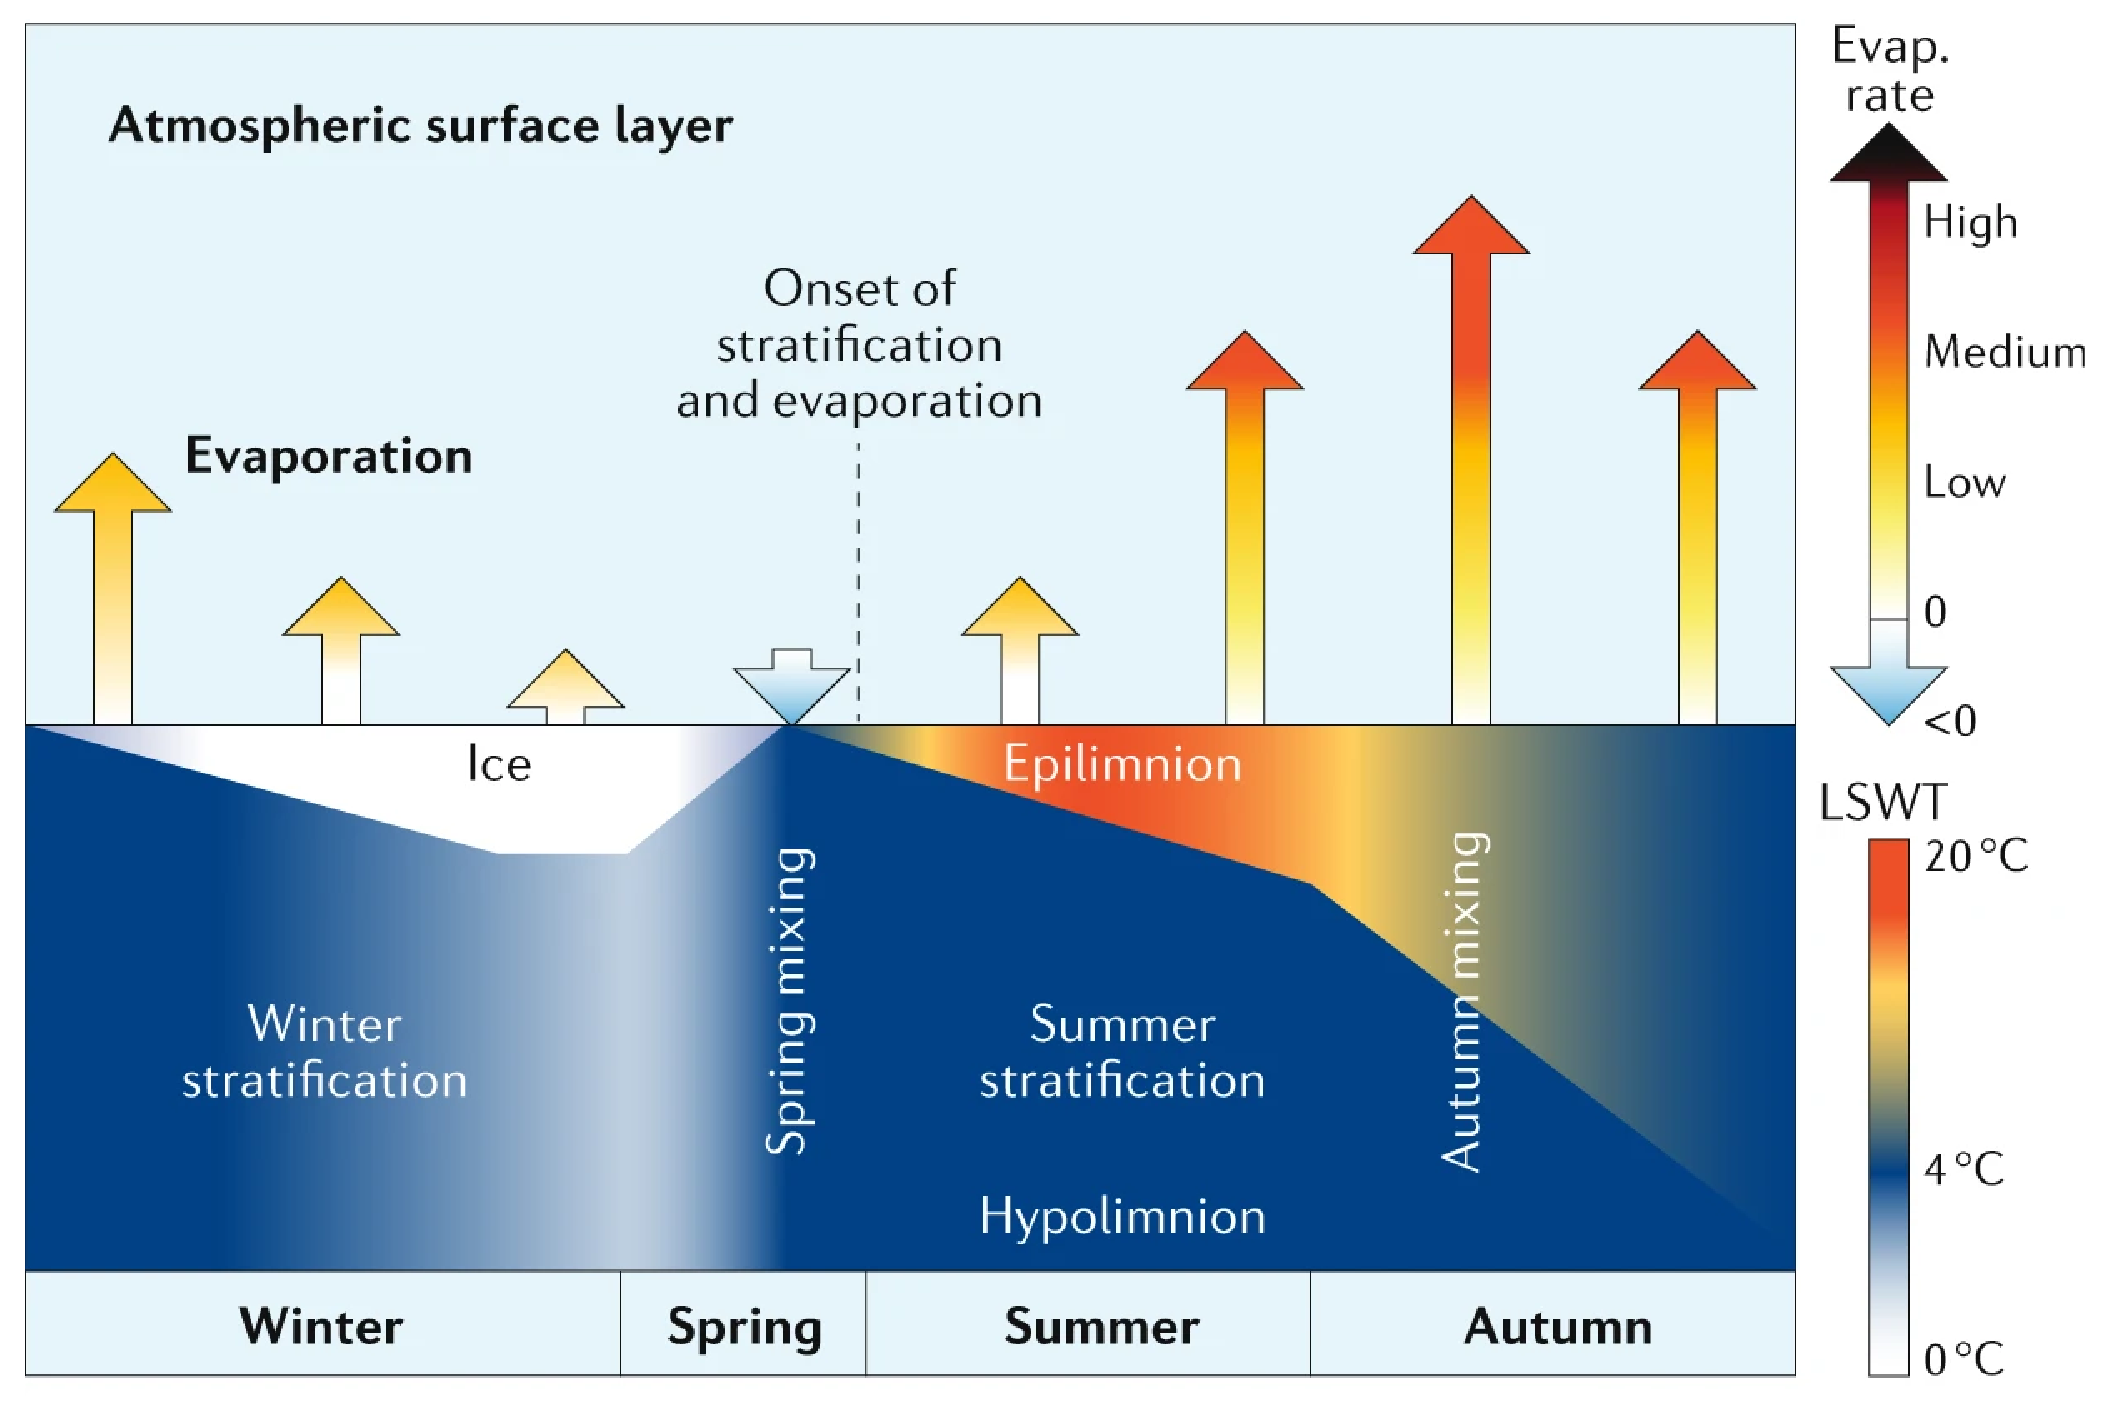 Atmospheric surface layer
Onset of
stratification
and evaporation
Evaporation
Ice
Epilimnion
Winter
stratification
Spring mixing
Summer
stratification
Autumn mixing
Hypolimnion
Winter
Spring
Summer
Autumn
Evap.
rate
High
Medium
Low
0
<0
LSWT
20 °C
4 °C
0 °C